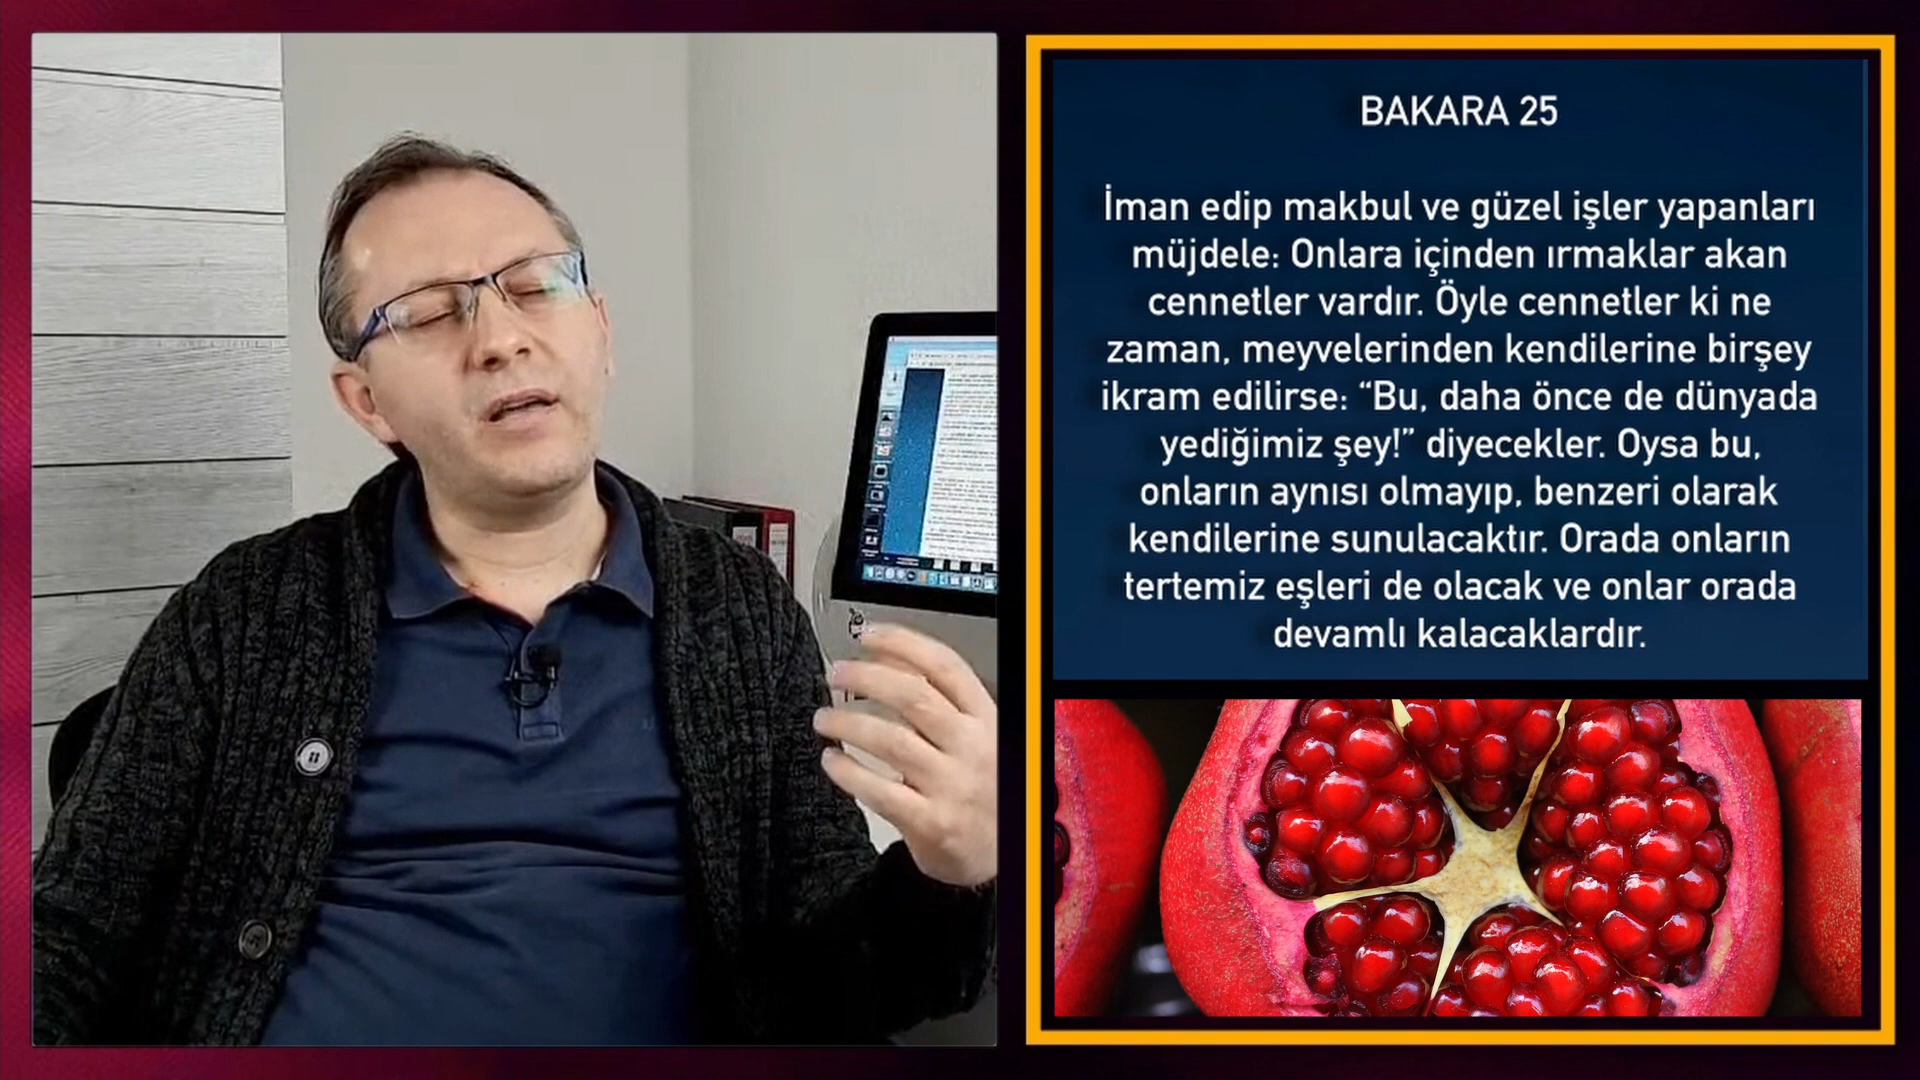 BAKARA 25
İman edip makbul ve güzel işler yapanları
müjdele: Onlara içinden ırmaklar akan
cennetler vardır. Öyle cennetler ki ne
zaman, meyvelerinden kendilerine birşey
ikram edilirse: “Bu, daha önce de dünyada
yediğimiz şey!” diyecekler. Oysa bu,
onların aynısı olmayıp, benzeri olarak
kendilerine sunulacaktır. Orada onların
tertemiz eşleri de olacak ve onlar orada
devamlı kalacaklardır.